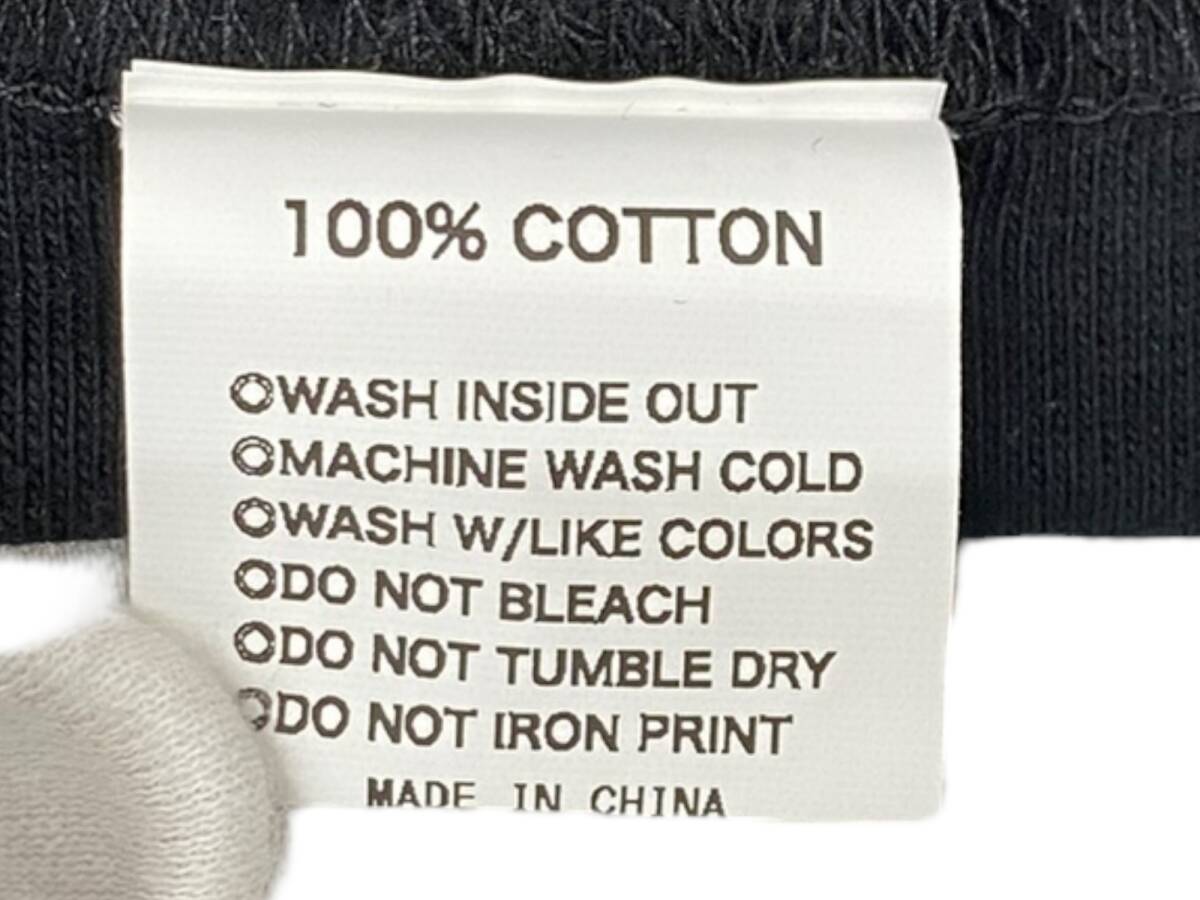 100% COTTON
◎WASH INSIDE OUT
◎MACHINE WASH COLD
◎WASH W/LIKE COLORS
◎DO NOT BLEACH
◎DO NOT TUMBLE DRY
◎DO NOT IRON PRINT
MADE IN CHINA